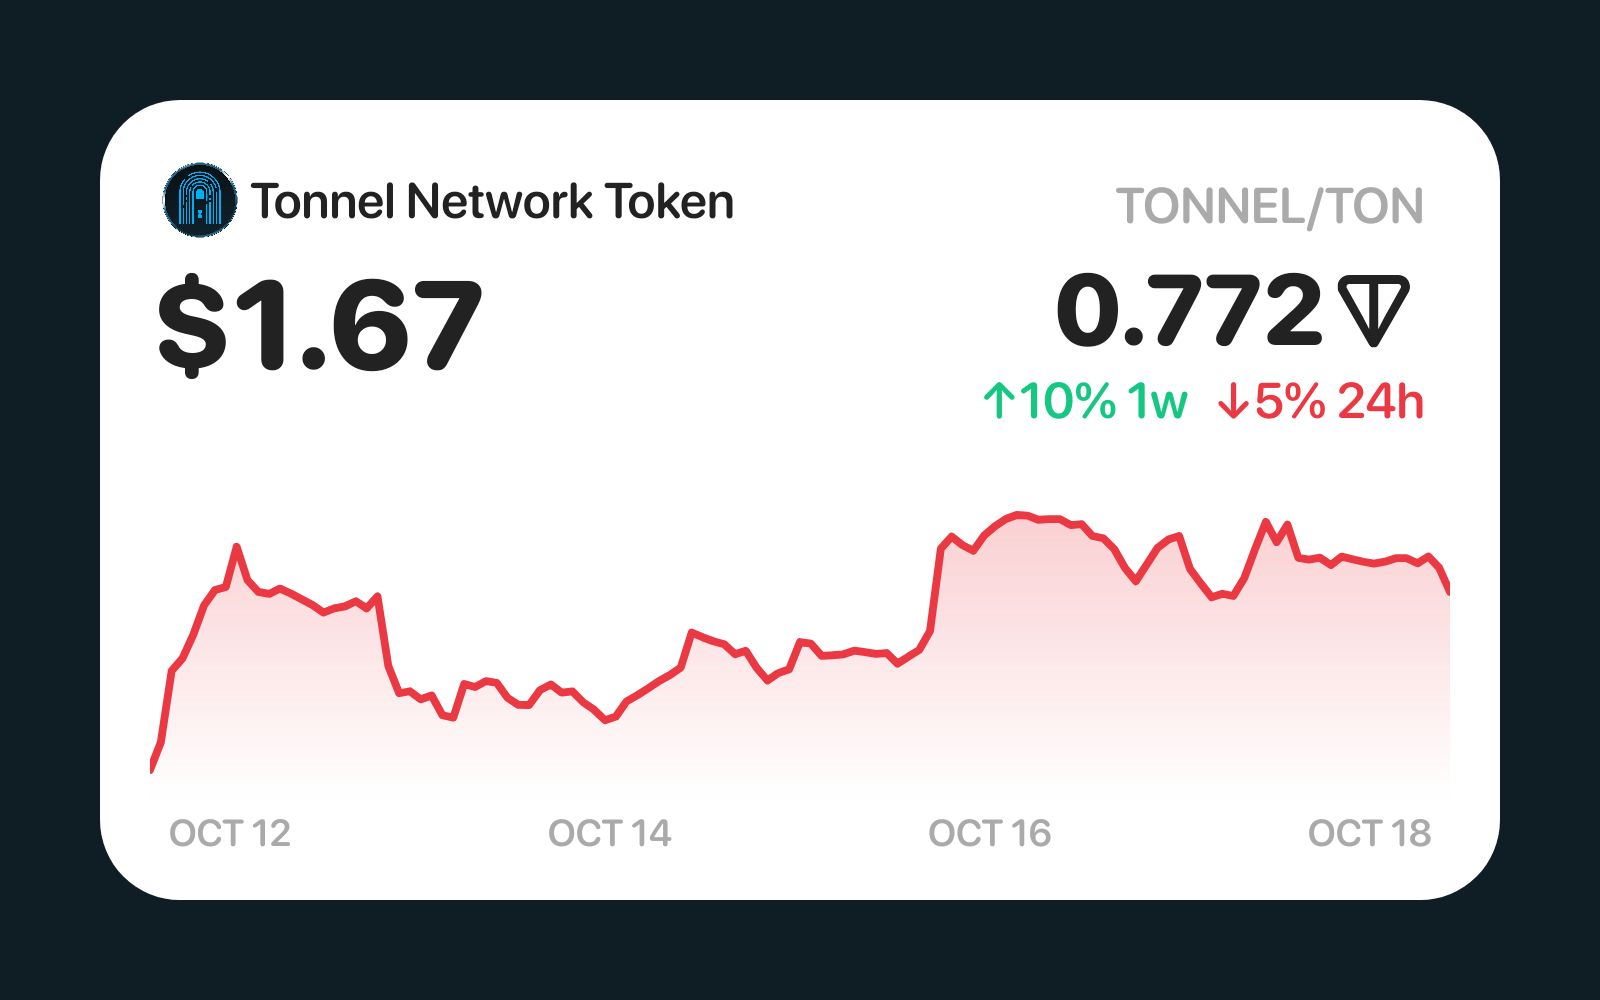 Tonnel Network Token
TONNEL/TON
$1.67
0.772
↑10% 1w ↓5% 24h
OCT 12 OCT 14 OCT 16 OCT 18